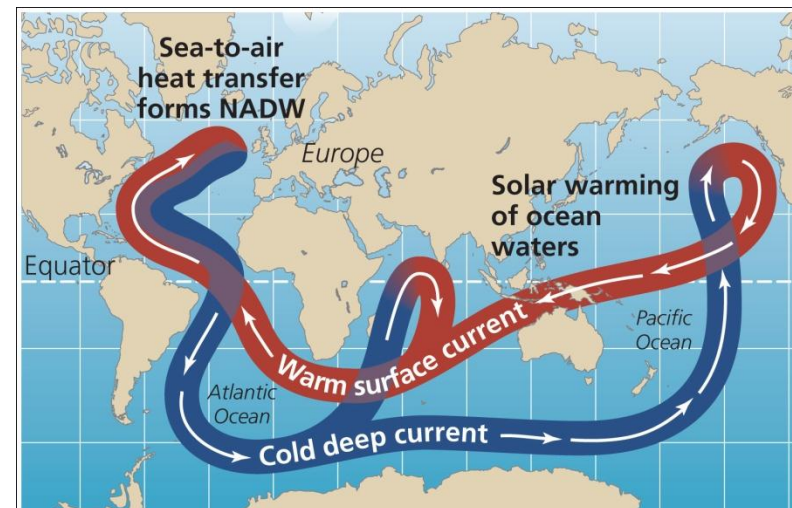 Sea-to-air
heat transfer
forms NADW
Europe
Solar warming
of ocean
waters
Equator
Pacific
Ocean
Warm surface current
Atlantic
Ocean
Cold deep current